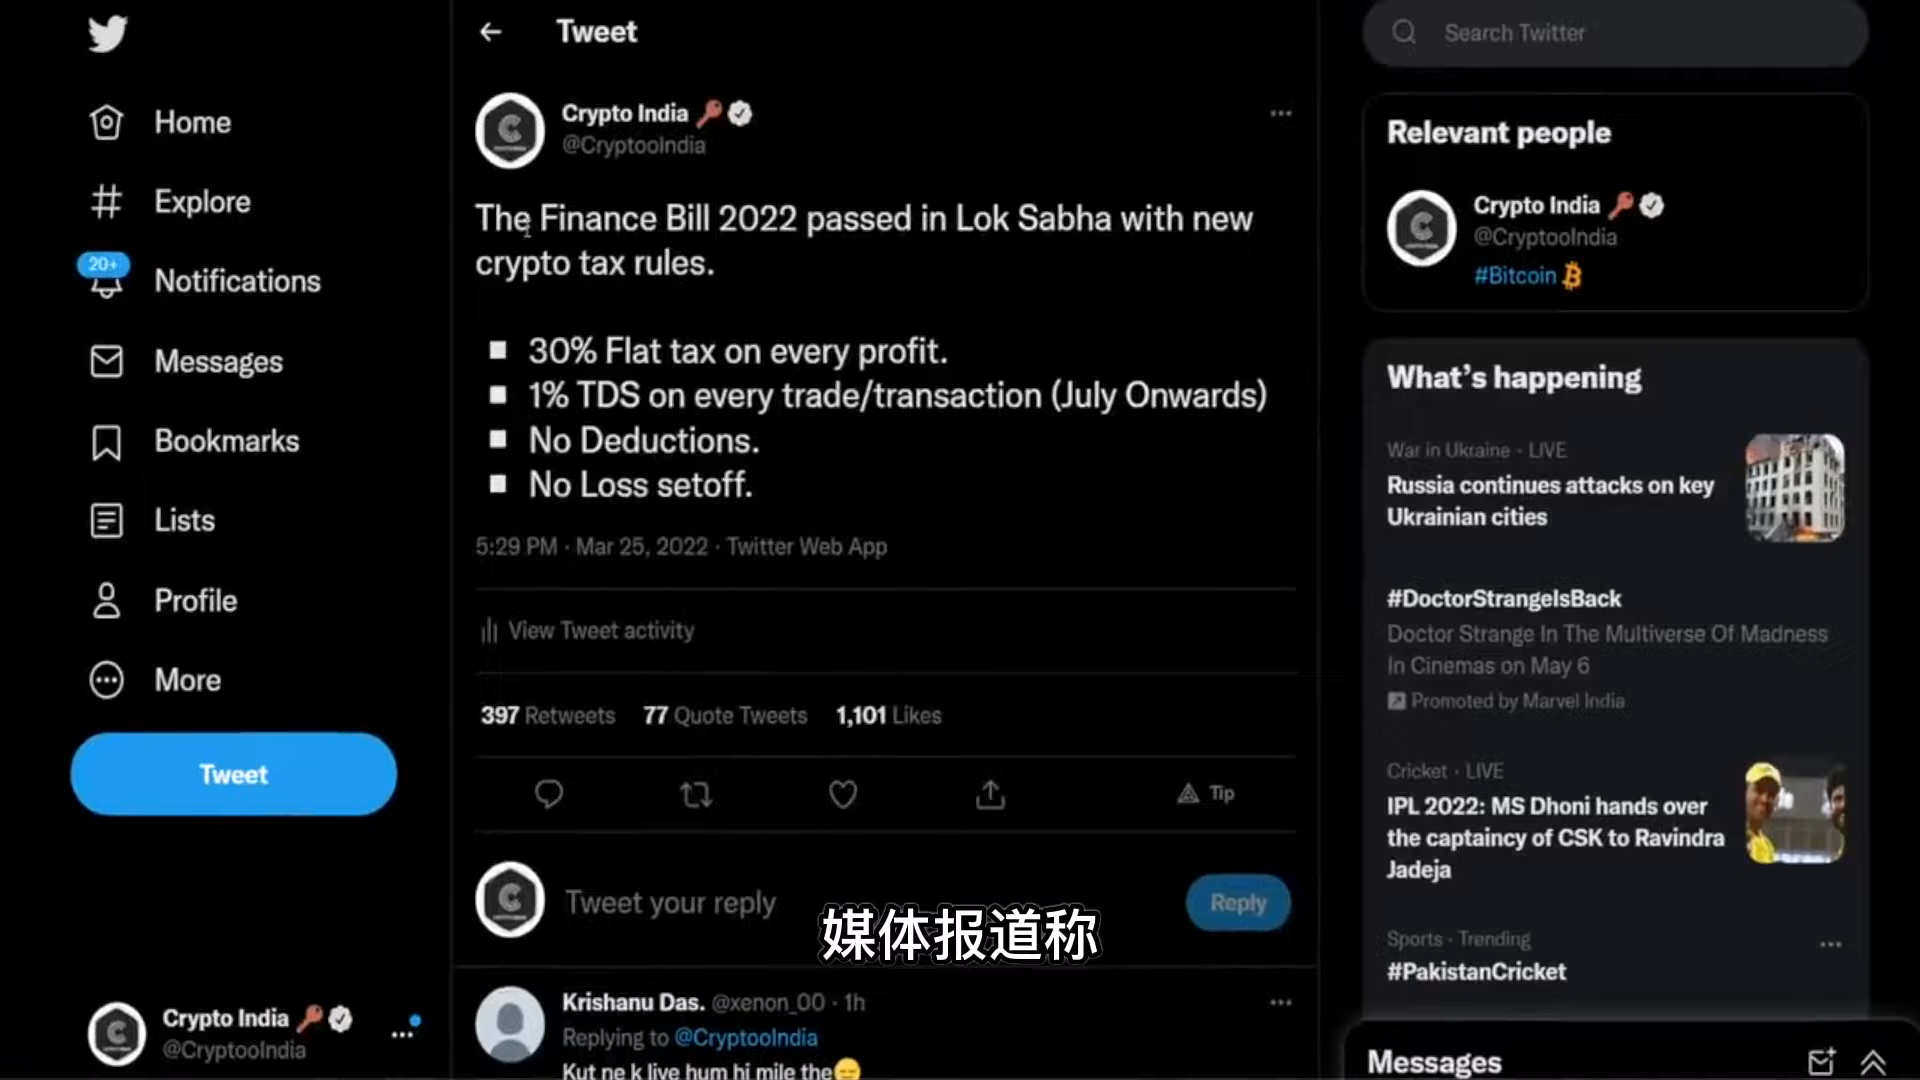 Home
Explore
20+
Notifications
Messages
Bookmarks
Lists
Profile
More
Tweet
Crypto India
@CryptooIndia
Tweet
Crypto India
@CryptooIndia
The Finance Bill 2022 passed in Lok Sabha with new
crypto tax rules.
30% Flat tax on every profit.
1% TDS on every trade/transaction (July Onwards)
No Deductions.
No Loss setoff.
5:29 PM · Mar 25, 2022 · Twitter Web App
View Tweet activity
397 Retweets 77 Quote Tweets 1,101 Likes
Tip
Tweet your reply
Reply
媒体报道称
Krishanu Das. @xenon_00 · 1h
Replying to @CryptooIndia
Kut ne k live hum hi mile the
Search Twitter
Relevant people
Crypto India
@CryptooIndia
#Bitcoin
What's happening
War in Ukraine · LIVE
Russia continues attacks on key
Ukrainian cities
#DoctorStrangeIsBack
Doctor Strange In The Multiverse Of Madness
In Cinemas on May 6
Promoted by Marvel India
Cricket · LIVE
IPL 2022: MS Dhoni hands over
the captaincy of CSK to Ravindra
Jadeja
Sports · Trending
#PakistanCricket
Messages